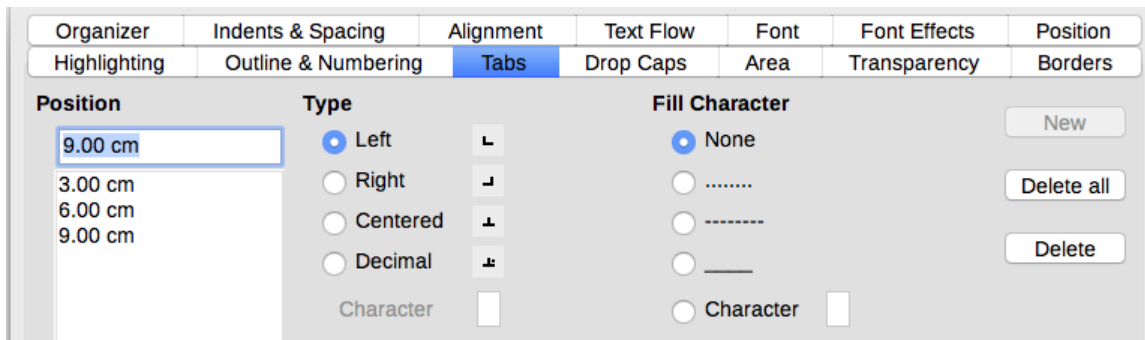 Organizer Indents & Spacing Alignment Text Flow Font Font Effects Position
Highlighting Outline & Numbering Tabs Drop Caps Area Transparency Borders
Position Type Fill Character
9.00 cm Left None New
3.00 cm Right ........ Delete all
6.00 cm Centered --------
9.00 cm Decimal ____ Delete
Character Character